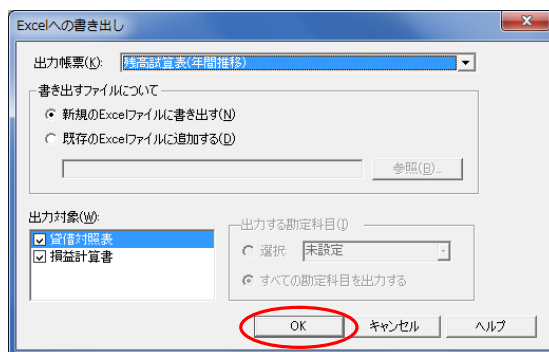 Excelへの書き出し
出力帳票(K): 残高試算表(年間推移)
書き出すファイルについて
新規のExcelファイルに書き出す(N)
既存のExcelファイルに追加する(D)
参照(B)...
出力対象(W):
貸借対照表
損益計算書
出力する勘定科目(I)
選択: 未設定
すべての勘定科目を出力する
OK キャンセル ヘルプ